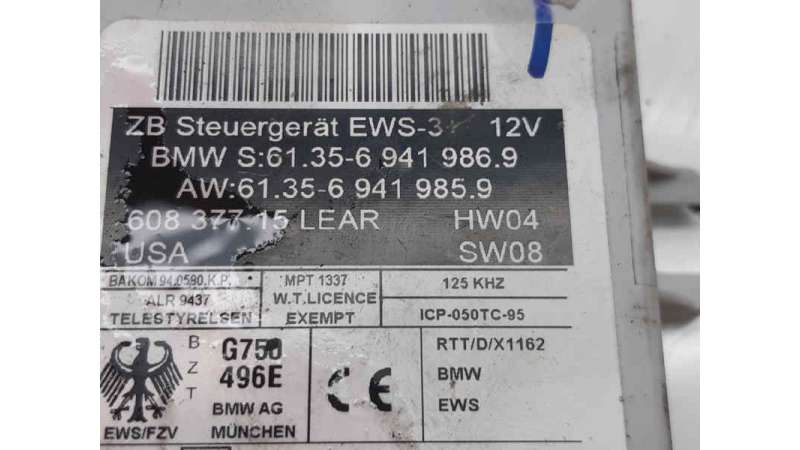 ZB Steuergerät EWS-3 12V
BMW S:61.35-6 941 986.9
AW:61.35-6 941 985.9
608 377.15 LEAR HW04
USA SW08
BAKOM 94.0590.K.P. MPT 1337 125 KHZ
ALR 9437 W.T.LICENCE
TELESTYRELSEN EXEMPT ICP-050TC-95
BZT G750 RTT/D/X1162
496E CE BMW
BMW AG EWS
EWS/FZV MÜNCHEN